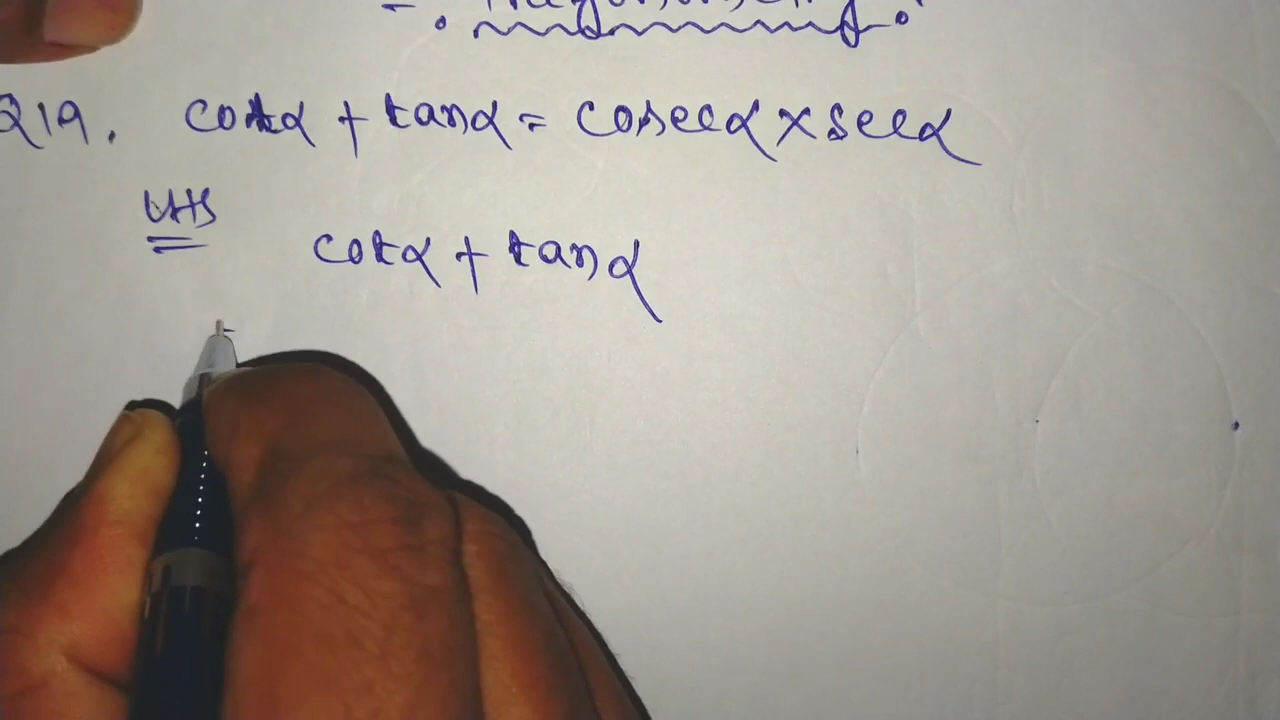 Q19. cotα + tanα = cosecα × secα
LHS
cotα + tanα